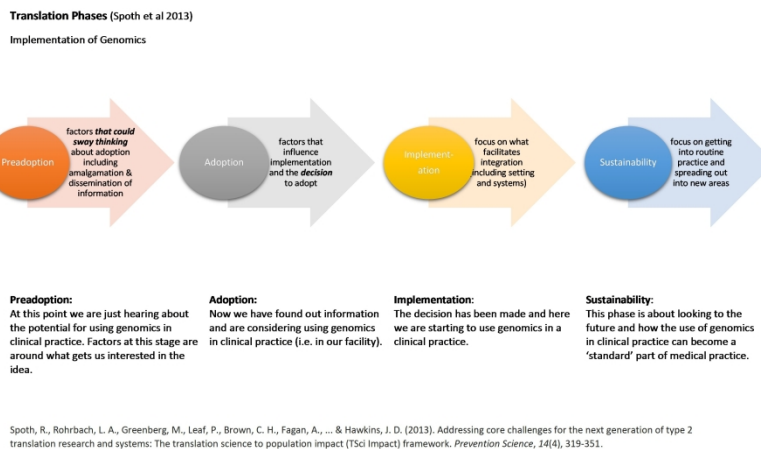 Translation Phases (Spoth et al 2013)
Implementation of Genomics
Preadoption
factors that could
sway thinking
about adoption
including
amalgamation &
dissemination of
information
Adoption
factors that
influence
implementation
and the decision
to adopt
Implement-
ation
focus on what
facilitates
integration
(including setting
and systems)
Sustainability
focus on getting
into routine
practice and
spreading out
into new areas
Preadoption:
At this point we are just hearing about
the potential for using genomics in
clinical practice. Factors at this stage are
around what gets us interested in the
idea.
Adoption:
Now we have found out information
and are considering using genomics
in clinical practice (i.e. in our facility).
Implementation:
The decision has been made and here
we are starting to use genomics in a
clinical practice.
Sustainability:
This phase is about looking to the
future and how the use of genomics
in clinical practice can become a
‘standard’ part of medical practice.
Spoth, R., Rohrbach, L. A., Greenberg, M., Leaf, P., Brown, C. H., Fagan, A., ... & Hawkins, J. D. (2013). Addressing core challenges for the next generation of type 2
translation research and systems: The translation science to population impact (TSci Impact) framework. Prevention Science, 14(4), 319-351.